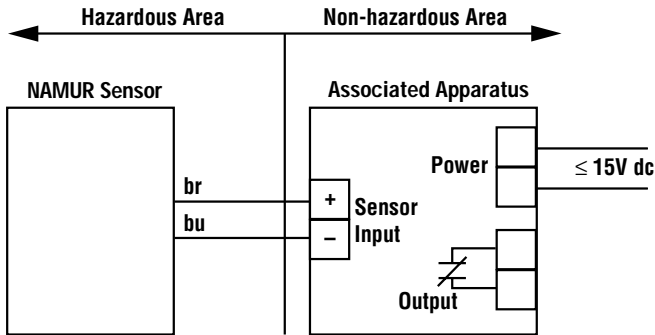 Hazardous Area
Non-hazardous Area
NAMUR Sensor
Associated Apparatus
Power
≤ 15V dc
br
bu
+
−
Sensor
Input
Output